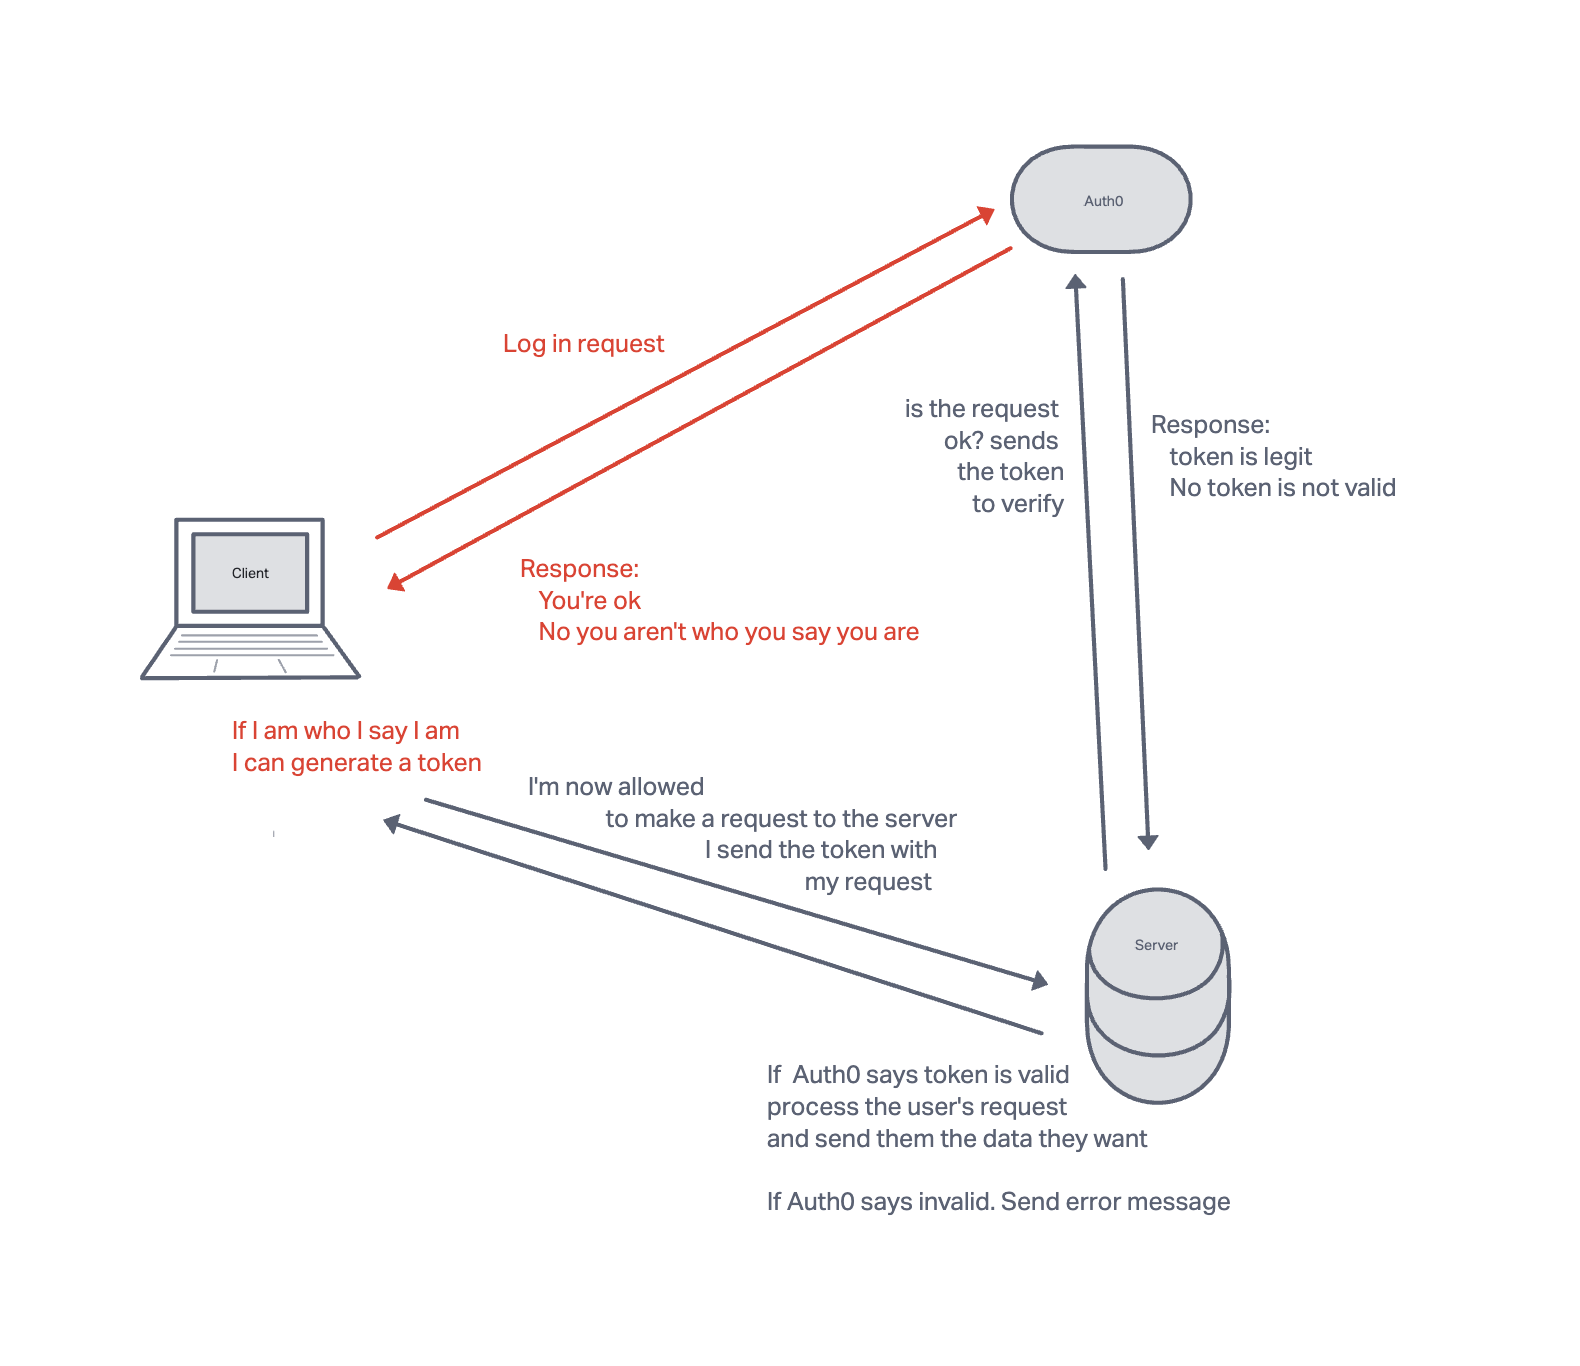 Auth0
Log in request
is the request
ok? sends
the token
to verify
Response:
token is legit
No token is not valid
Client
Response:
You're ok
No you aren't who you say you are
If I am who I say I am
I can generate a token
I'm now allowed
to make a request to the server
I send the token with
my request
Server
If  Auth0 says token is valid
process the user's request
and send them the data they want
If Auth0 says invalid. Send error message